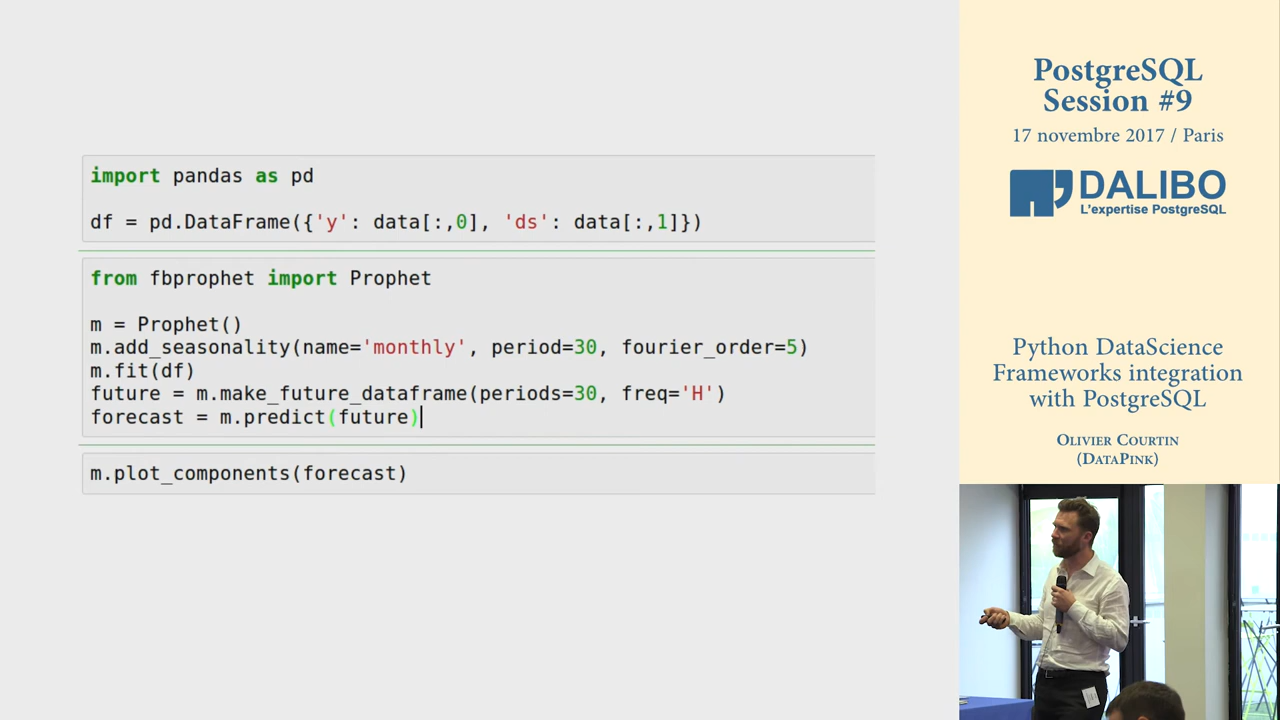 import pandas as pd
df = pd.DataFrame({'y': data[:,0], 'ds': data[:,1]})
from fbprophet import Prophet
m = Prophet()
m.add_seasonality(name='monthly', period=30, fourier_order=5)
m.fit(df)
future = m.make_future_dataframe(periods=30, freq='H')
forecast = m.predict(future)
m.plot_components(forecast)
PostgreSQL
Session #9
17 novembre 2017 / Paris
DALIBO
L'expertise PostgreSQL
Python DataScience
Frameworks integration
with PostgreSQL
Olivier Courtin
(DataPink)